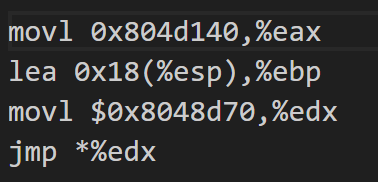 movl 0x804d140,%eax
lea 0x18(%esp),%ebp
movl $0x8048d70,%edx
jmp *%edx